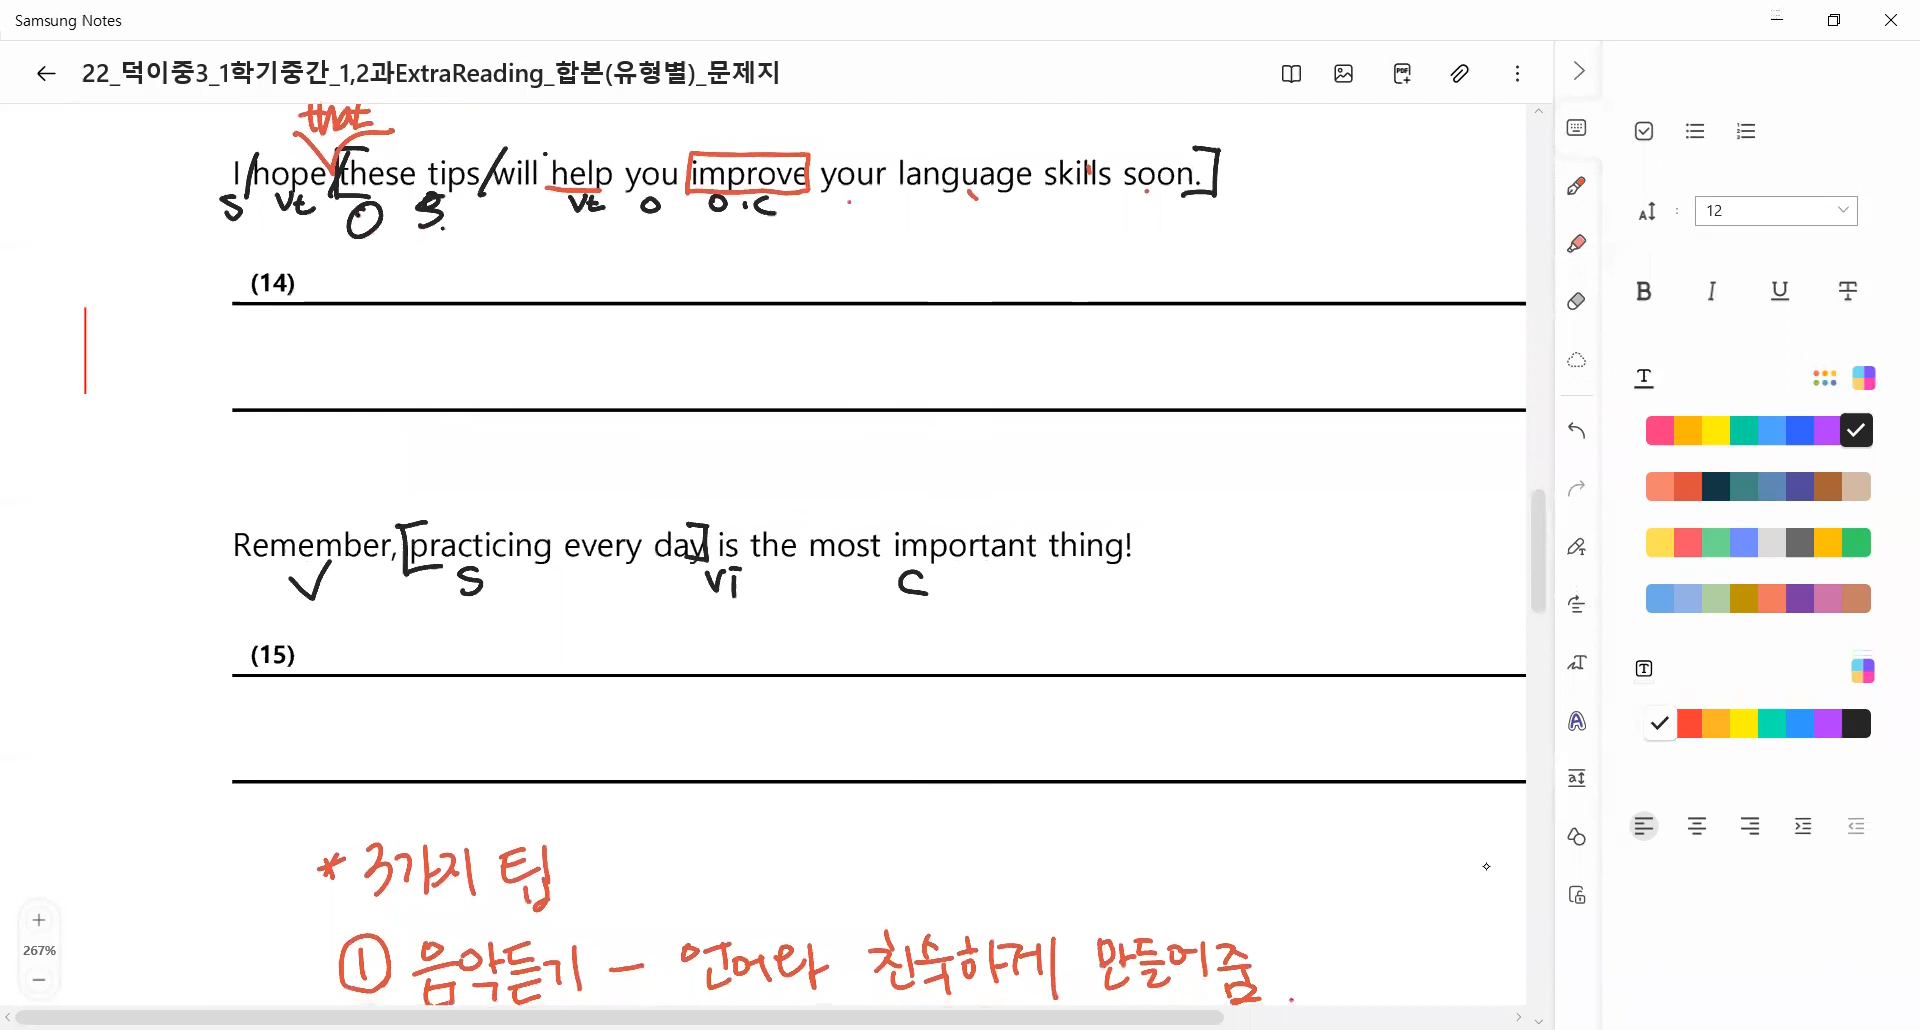 Samsung Notes
22_덕이중3_1학기중간_1,2과ExtraReading_합본(유형별)_문제지
PDF
that
I hope these tips will help you improve your language skills soon.
S Vt O S Vt O O.C
(14)
12
B I U T
Remember, practicing every day is the most important thing!
V S Vi C
(15)
* 3가지 팁
① 음악듣기 - 언어와 친숙하게 만들어줌.
267%